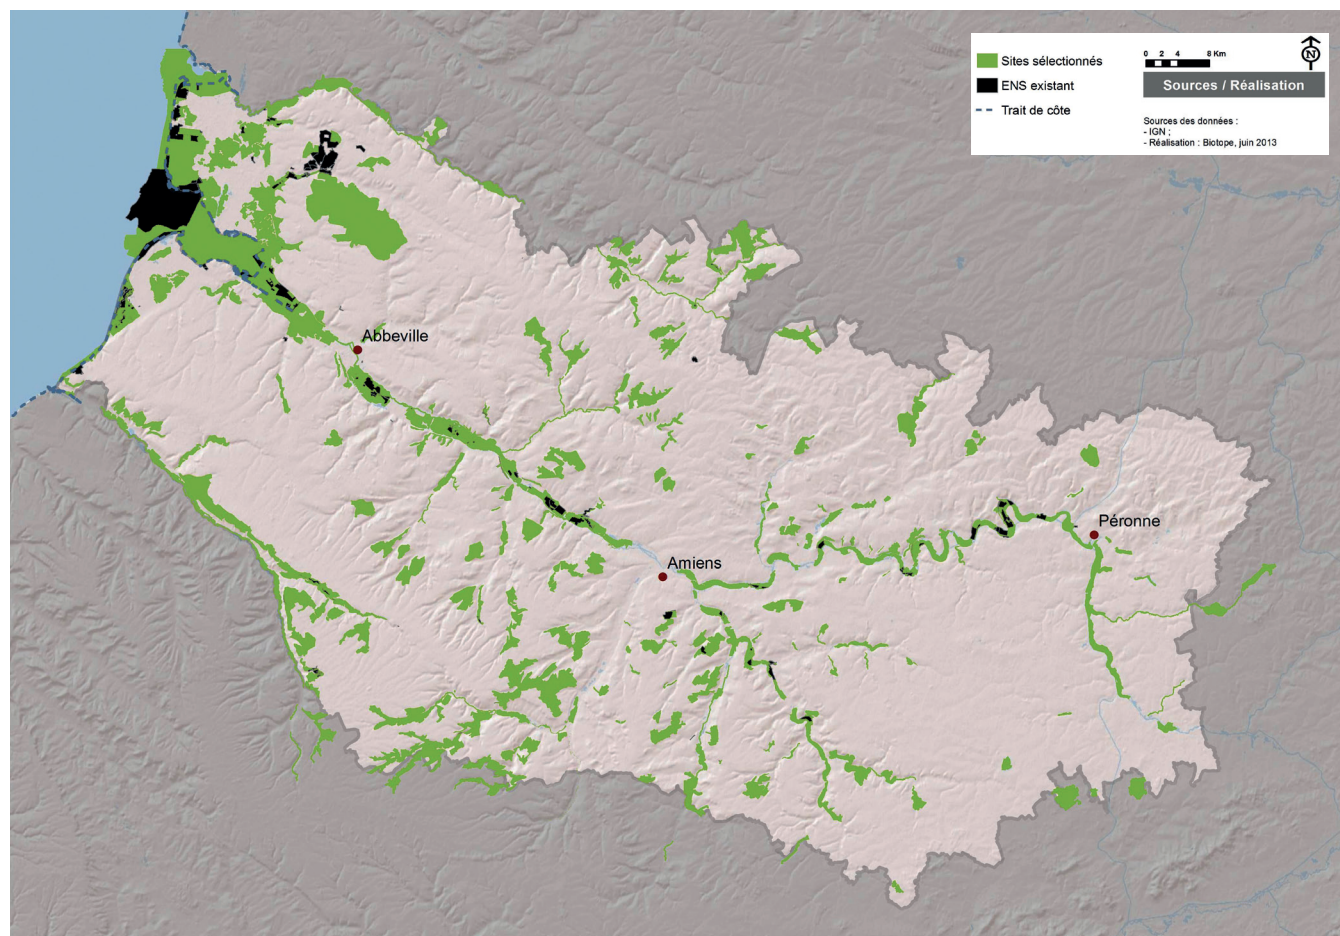 Sites sélectionnés
ENS existant
Trait de côte
0 2 4 8 Km
N
Sources / Réalisation
Sources des données :
- IGN ;
- Réalisation : Biotope, juin 2013
Abbeville
Péronne
Amiens